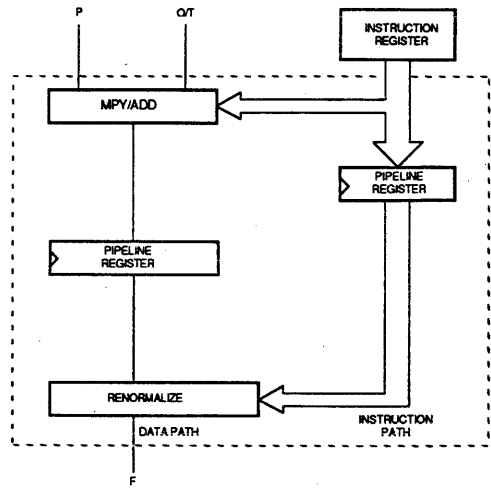 P
Q/T
INSTRUCTION
REGISTER
MPY/ADD
PIPELINE
REGISTER
PIPELINE
REGISTER
RENORMALIZE
DATA PATH
INSTRUCTION
PATH
F